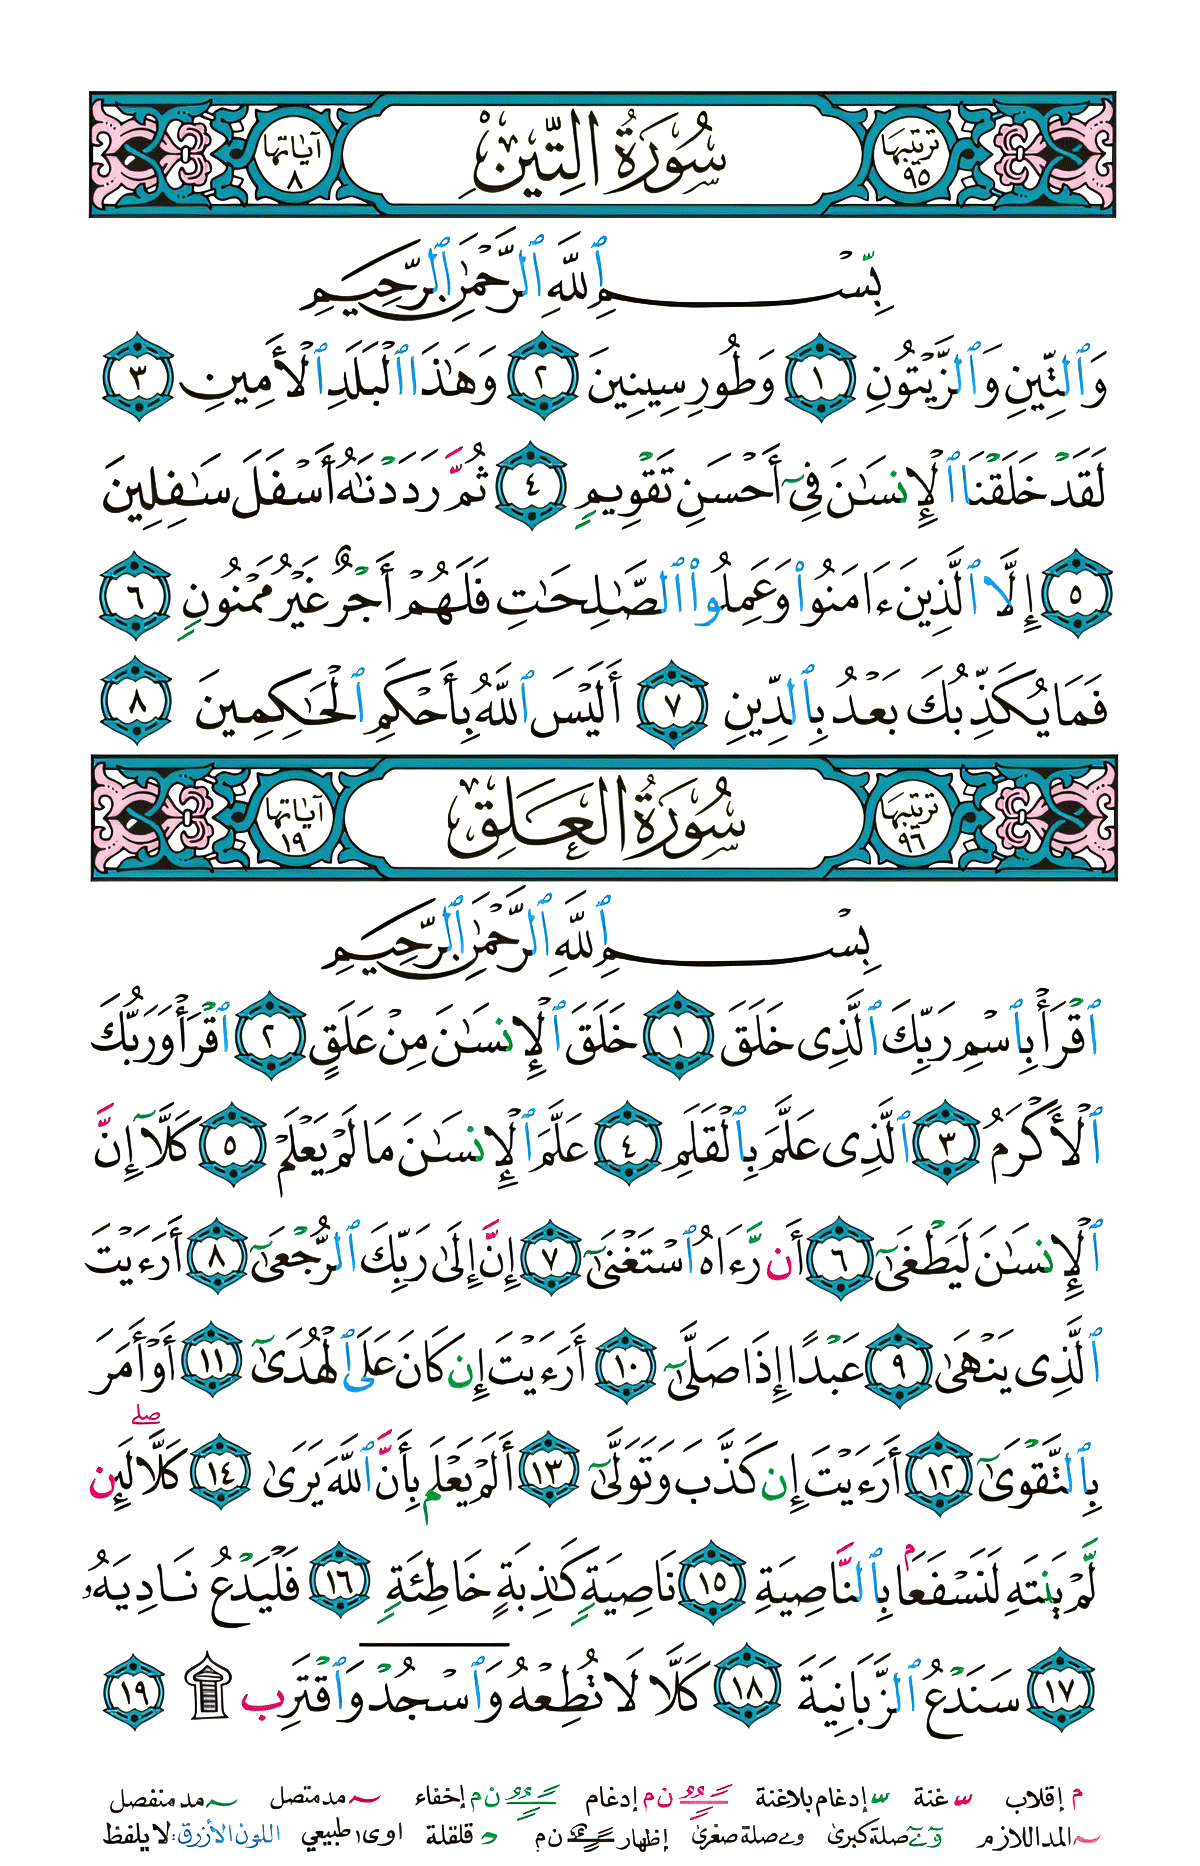 ترتيبها ٩٥ سُورَةُ التِّينِ آياتها ٨
بِّسْمِ ٱللَّهِ ٱلرَّحْمَٰنِ ٱلرَّحِيمِ
وَٱلتِّينِ وَٱلزَّيْتُونِ ١ وَطُورِ سِينِينَ ٢ وَهَٰذَا ٱلْبَلَدِ ٱلْأَمِينِ ٣
لَقَدْ خَلَقْنَا ٱلْإِنسَٰنَ فِىٓ أَحْسَنِ تَقْوِيمٍ ٤ ثُمَّ رَدَدْنَٰهُ أَسْفَلَ سَٰفِلِينَ
٥ إِلَّا ٱلَّذِينَ ءَامَنُوا۟ وَعَمِلُوا۟ ٱلصَّٰلِحَٰتِ فَلَهُمْ أَجْرٌ غَيْرُ مَمْنُونٍ ٦
فَمَا يُكَذِّبُكَ بَعْدُ بِٱلدِّينِ ٧ أَلَيْسَ ٱللَّهُ بِأَحْكَمِ ٱلْحَٰكِمِينَ ٨
ترتيبها ٩٦ سُورَةُ العَلَقِ آياتها ١٩
بِسْمِ ٱللَّهِ ٱلرَّحْمَٰنِ ٱلرَّحِيمِ
ٱقْرَأْ بِٱسْمِ رَبِّكَ ٱلَّذِى خَلَقَ ١ خَلَقَ ٱلْإِنسَٰنَ مِنْ عَلَقٍ ٢ ٱقْرَأْ وَرَبُّكَ
ٱلْأَكْرَمُ ٣ ٱلَّذِى عَلَّمَ بِٱلْقَلَمِ ٤ عَلَّمَ ٱلْإِنسَٰنَ مَا لَمْ يَعْلَمْ ٥ كَلَّآ إِنَّ
ٱلْإِنسَٰنَ لَيَطْغَىٰٓ ٦ أَن رَّءَاهُ ٱسْتَغْنَىٰٓ ٧ إِنَّ إِلَىٰ رَبِّكَ ٱلرُّجْعَىٰٓ ٨ أَرَءَيْتَ
ٱلَّذِى يَنْهَىٰ ٩ عَبْدًا إِذَا صَلَّىٰٓ ١٠ أَرَءَيْتَ إِن كَانَ عَلَى ٱلْهُدَىٰٓ ١١ أَوْ أَمَرَ
بِٱلتَّقْوَىٰٓ ١٢ أَرَءَيْتَ إِن كَذَّبَ وَتَوَلَّىٰٓ ١٣ أَلَمْ يَعْلَم بِأَنَّ ٱللَّهَ يَرَىٰ ١٤ كَلَّا ۖ لَئِن
لَّمْ يَنتَهِ لَنَسْفَعًۢا بِٱلنَّاصِيَةِ ١٥ نَاصِيَةٍ كَٰذِبَةٍ خَاطِئَةٍ ١٦ فَلْيَدْعُ نَادِيَهُۥ
١٧ سَنَدْعُ ٱلزَّبَانِيَةَ ١٨ كَلَّا لَا تُطِعْهُ وَٱسْجُدْ وَٱقْتَرِب ۩ ١٩
م إقلاب ـّـ غنة ـّـ إدغام بلا غنة ن م إدغام ن م إخفاء ~ مد متصل ~ مد منفصل
~ المد اللازم و ے صلة كبرى و ے صلة صغرى إظهار ن م د قلقلة ا و ى ا طبيعي اللون الأزرق: لا يلفظ